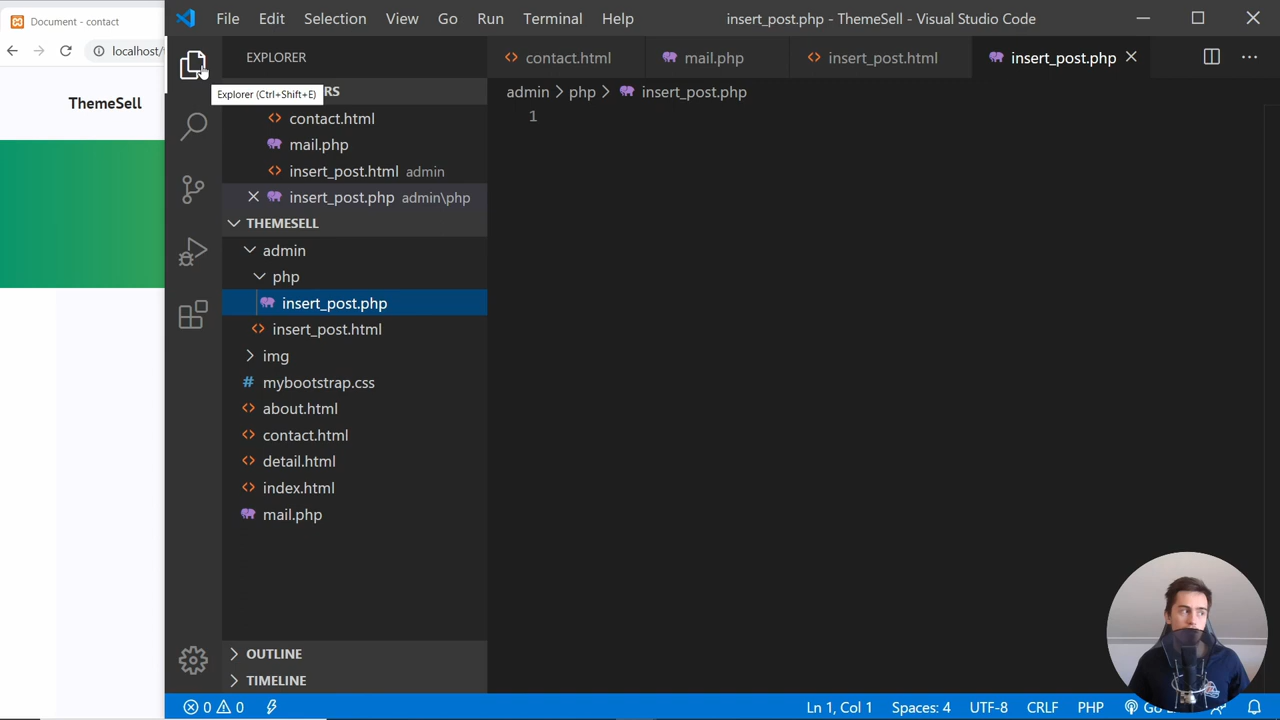 Document - contact
localhost/
ThemeSell
File Edit Selection View Go Run Terminal Help
insert_post.php - ThemeSell - Visual Studio Code
EXPLORER
contact.html
mail.php
insert_post.html
insert_post.php
Explorer (Ctrl+Shift+E)
RS
admin > php > insert_post.php
1
contact.html
mail.php
insert_post.html admin
insert_post.php admin\php
THEMESELL
admin
php
insert_post.php
insert_post.html
img
# mybootstrap.css
about.html
contact.html
detail.html
index.html
mail.php
OUTLINE
TIMELINE
0 0
Ln 1, Col 1 Spaces: 4 UTF-8 CRLF PHP Go